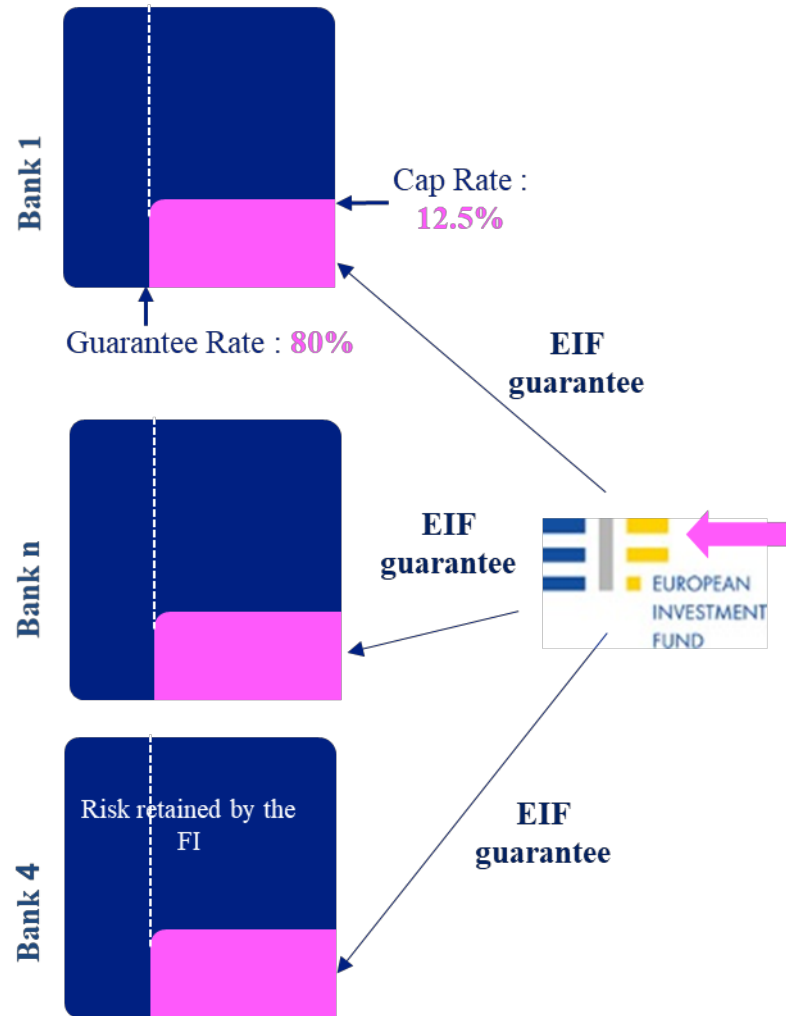 Bank 1
Cap Rate :
12.5%
Guarantee Rate : 80%
EIF
guarantee
Bank n
EIF
guarantee
EUROPEAN
INVESTMENT
FUND
Bank 4
Risk retained by the
FI
EIF
guarantee